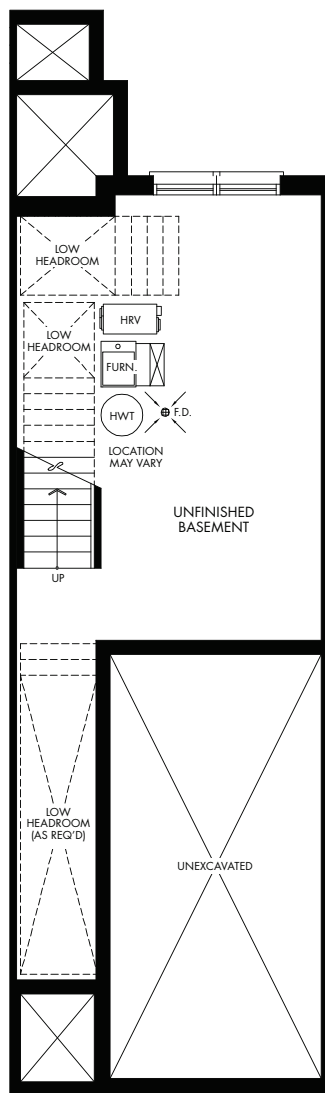 LOW
HEADROOM
HRV
LOW
HEADROOM
FURN.
HWT
F.D.
LOCATION
MAY VARY
UNFINISHED
BASEMENT
UP
LOW
HEADROOM
(AS REQ'D)
UNEXCAVATED